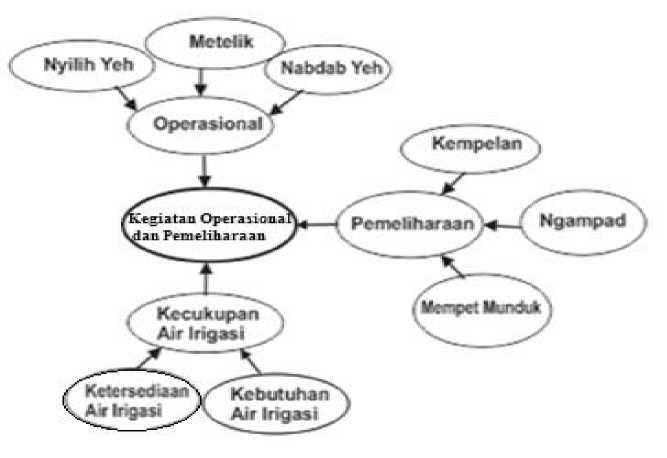 Metelik
Nyilih Yeh
Nabdab Yeh
Operasional
Kempelan
Kegiatan Operasional
dan Pemeliharaan
Pemeliharaan
Ngampad
Mempet Munduk
Kecukupan
Air Irigasi
Ketersediaan
Air Irigasi
Kebutuhan
Air Irigasi